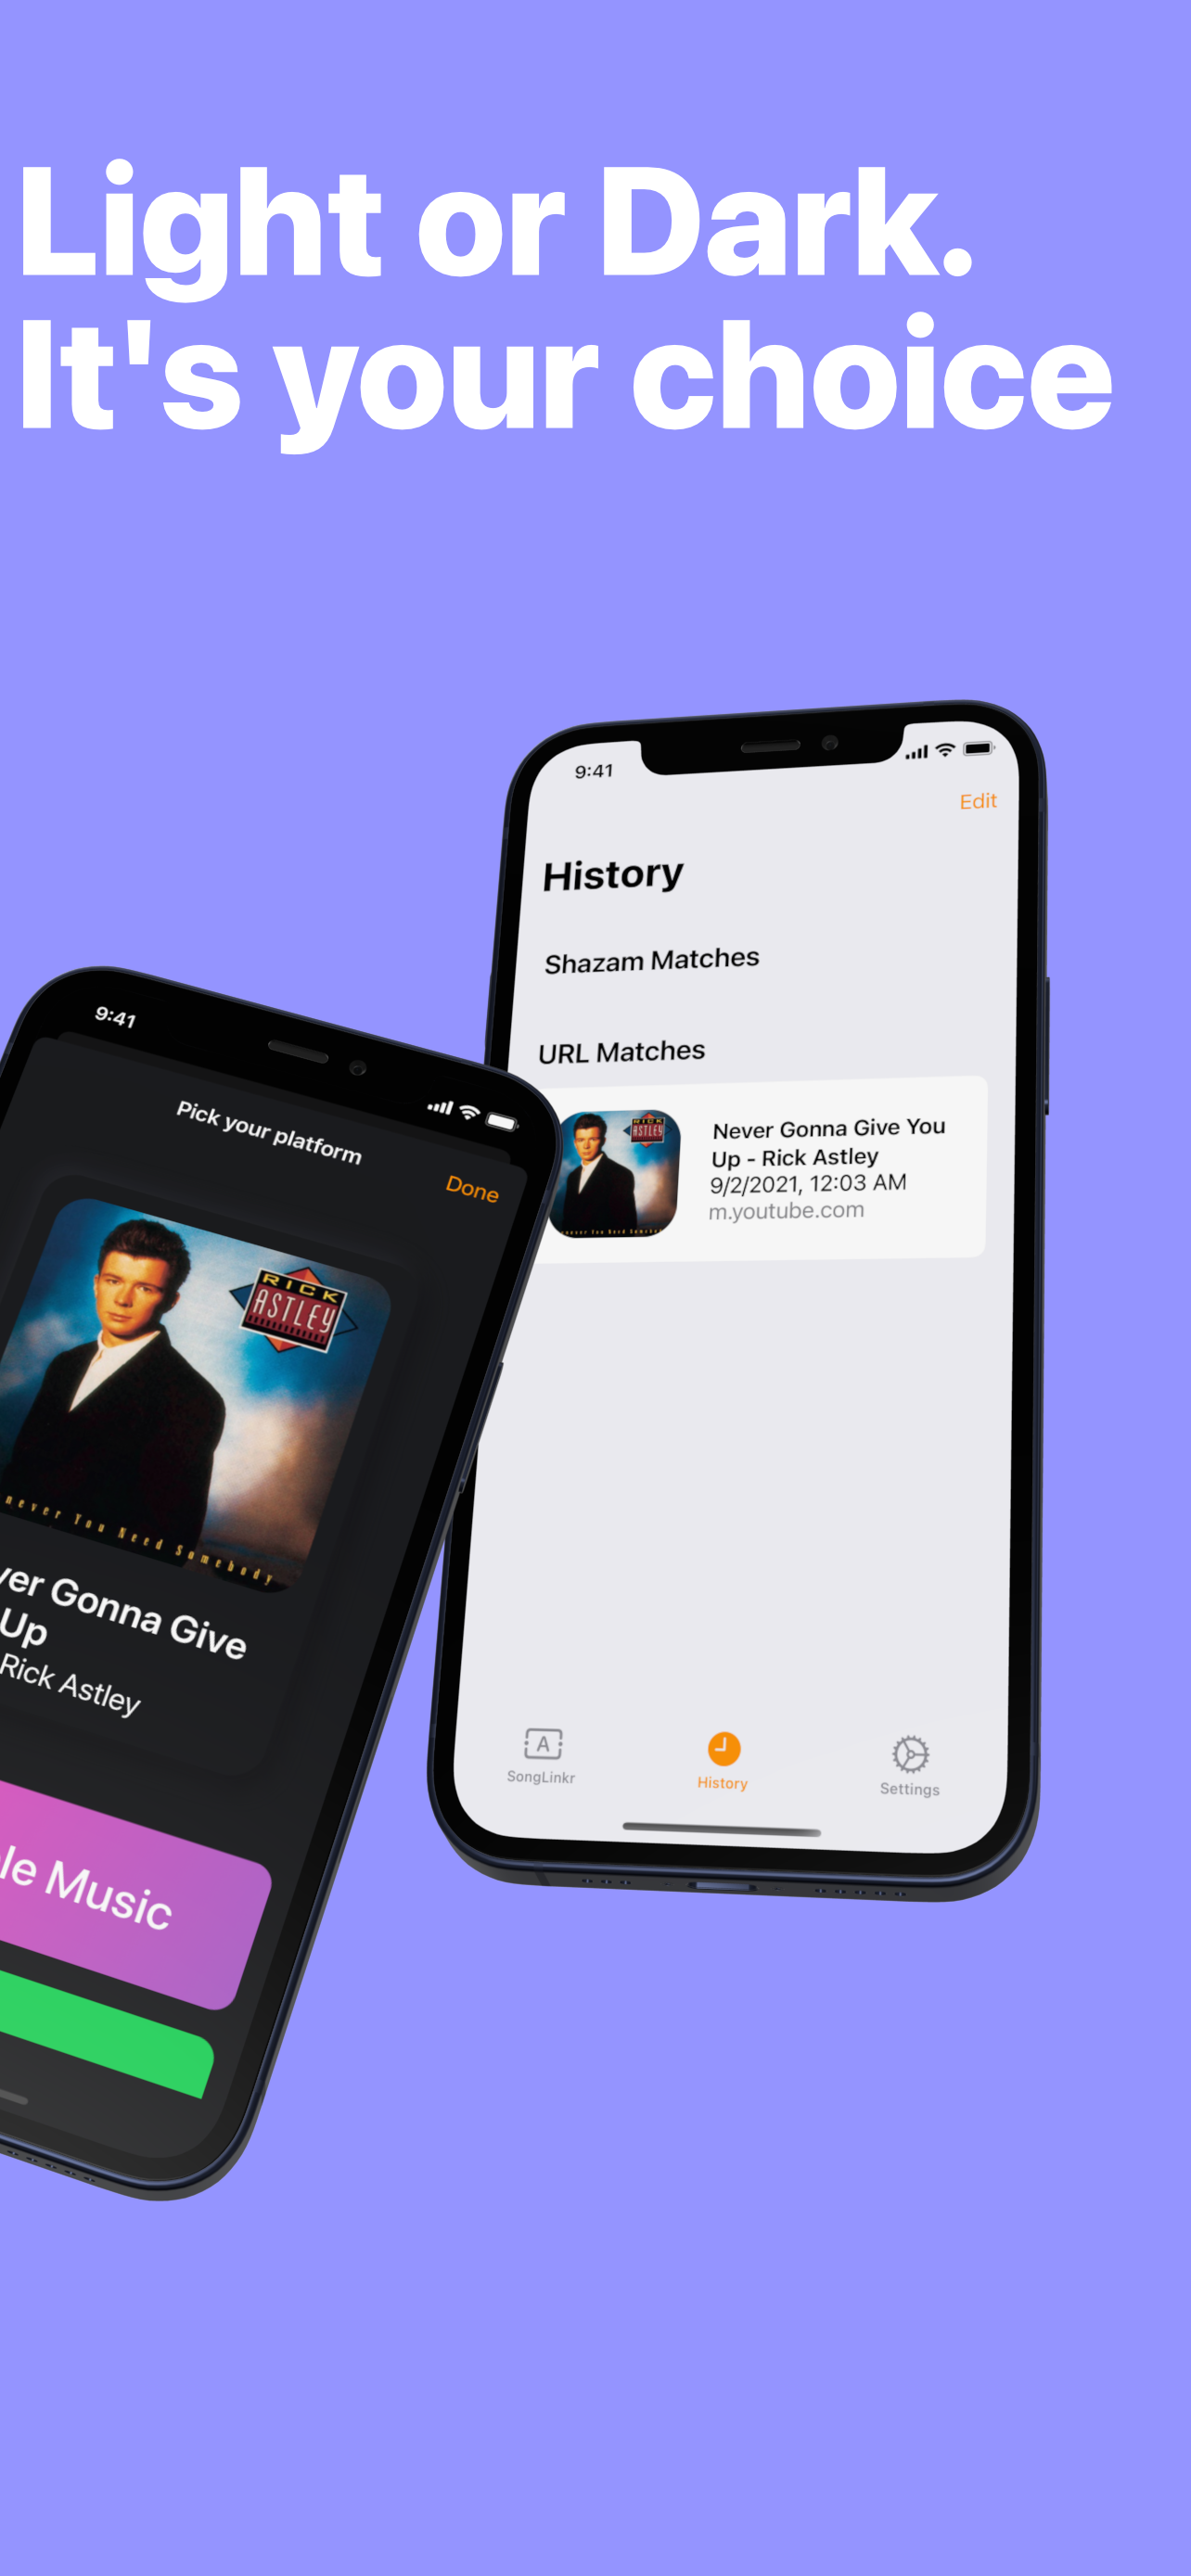 Light or Dark.
It's your choice
9:41
Edit
History
Shazam Matches
URL Matches
RICK
ASTLEY
Never Gonna Give You
Up - Rick Astley
9/2/2021, 12:03 AM
m.youtube.com
SongLinkr
History
Settings
9:41
Pick your platform
Done
RICK
ASTLEY
never You Need Somebody
ver Gonna Give
Up
Rick Astley
le Music